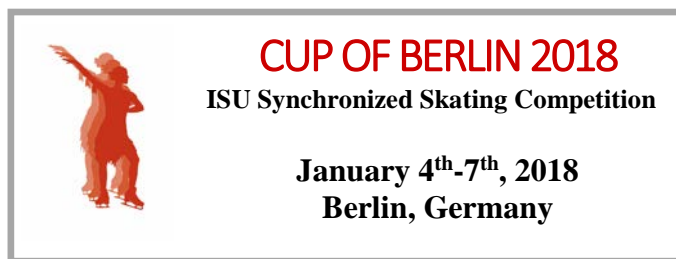 CUP OF BERLIN 2018
ISU Synchronized Skating Competition
January 4th-7th, 2018
Berlin, Germany